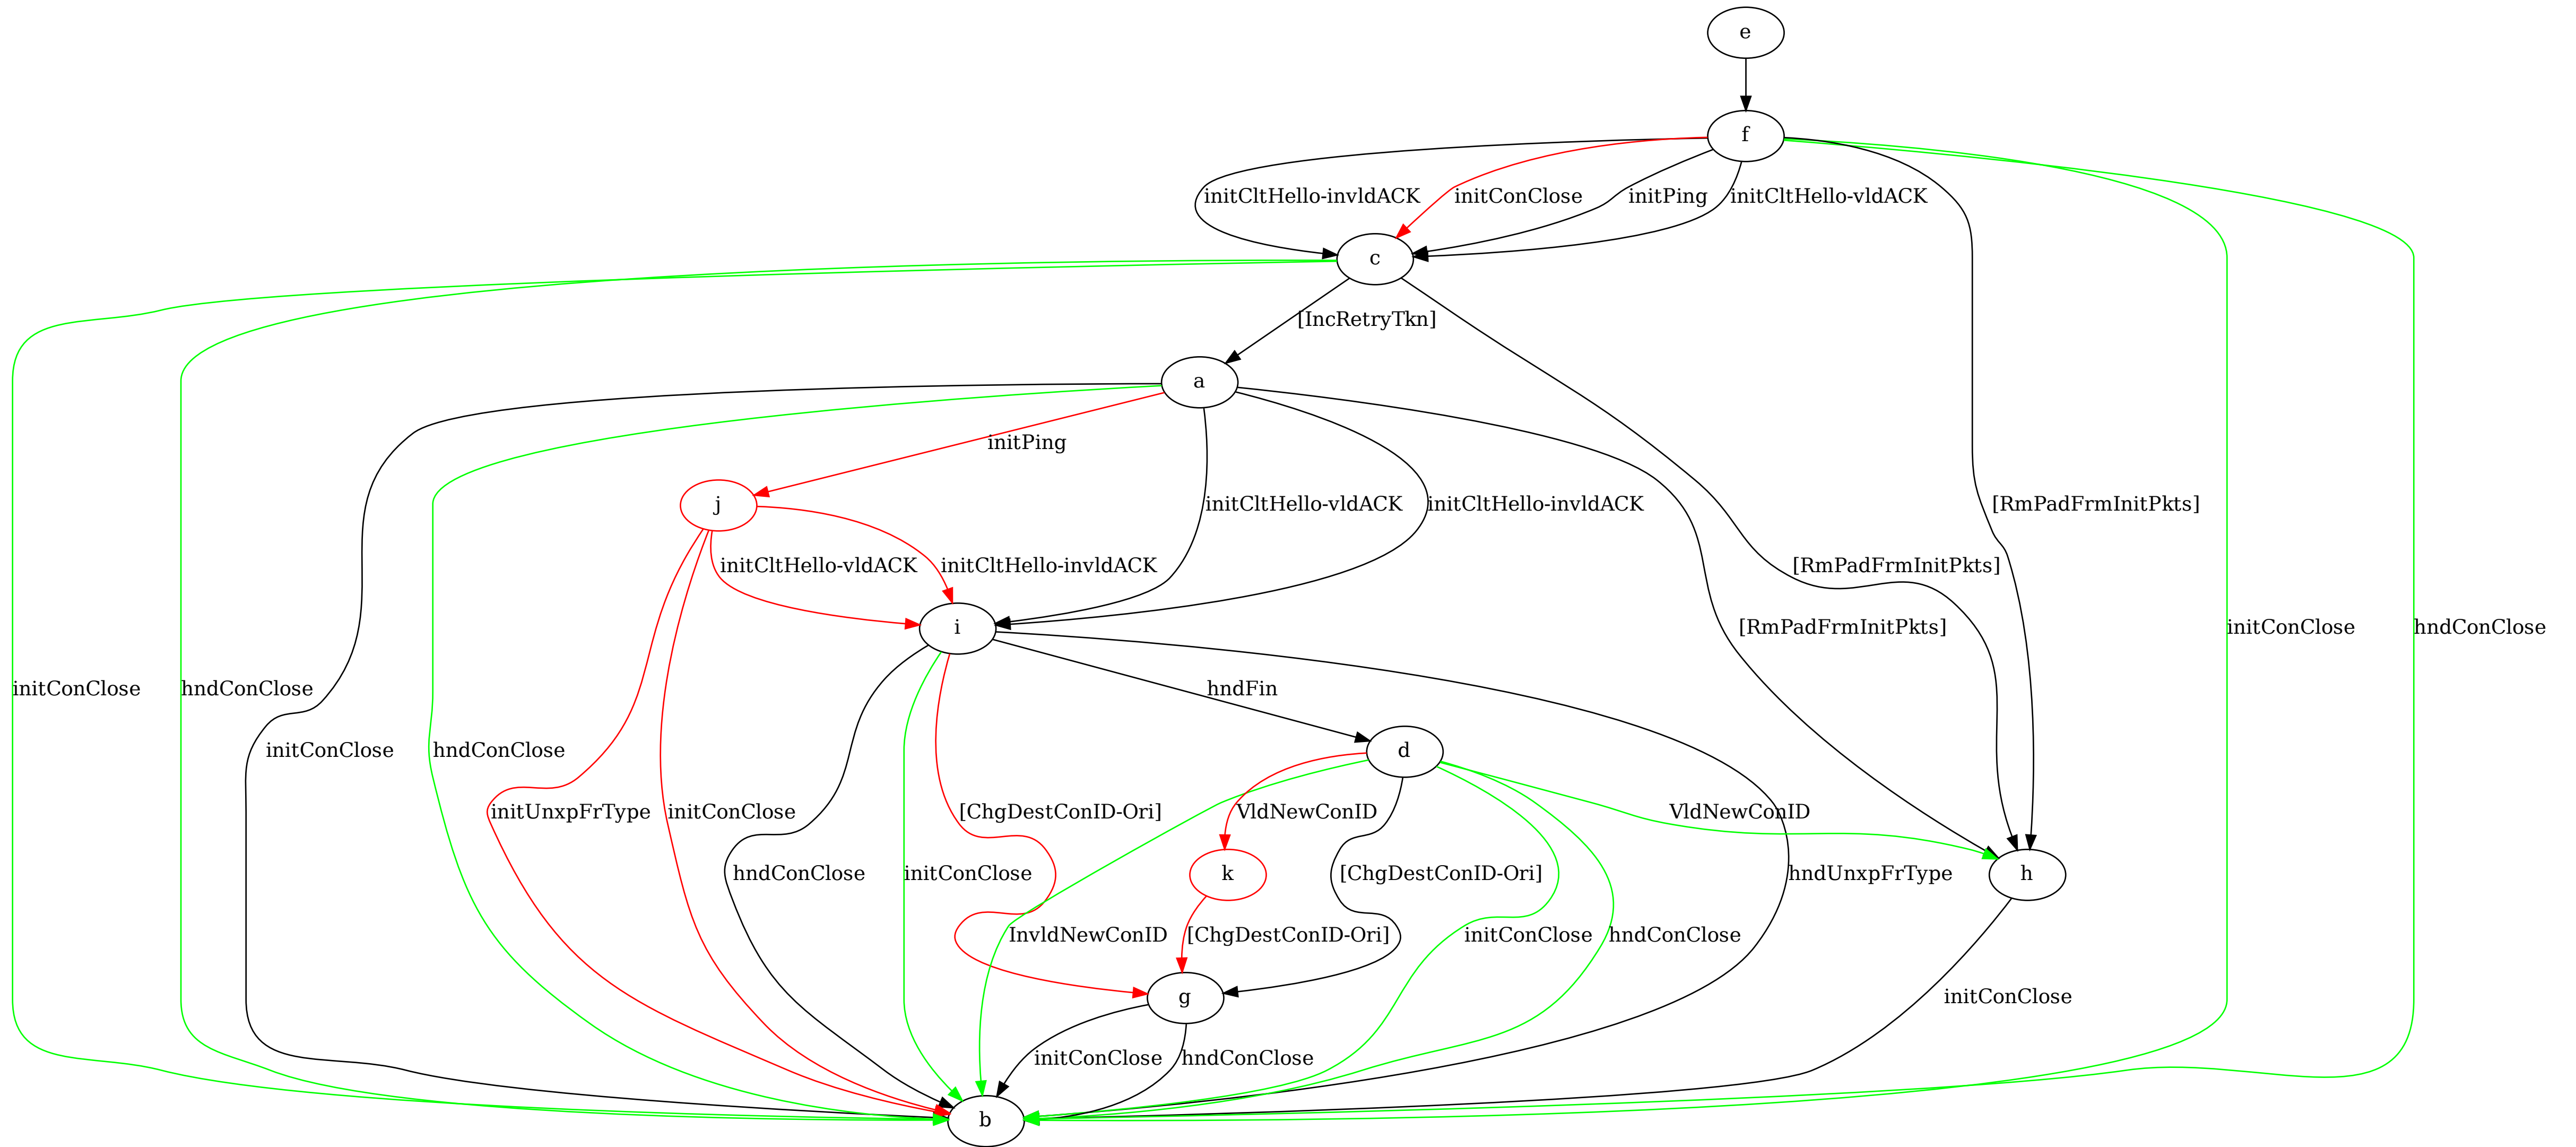 e
f
initCltHello-invldACK
initConClose
initPing
initCltHello-vldACK
c
[IncRetryTkn]
a
initPing
j
initCltHello-vldACK
initCltHello-invldACK
[RmPadFrmInitPkts]
initCltHello-vldACK
initCltHello-invldACK
[RmPadFrmInitPkts]
i
[RmPadFrmInitPkts]
initConClose
hndConClose
initConClose
hndConClose
hndFin
initConClose
hndConClose
d
initUnxpFrType
initConClose
[ChgDestConID-Ori]
VldNewConID
VldNewConID
hndConClose
initConClose
k
[ChgDestConID-Ori]
hndUnxpFrType
h
InvldNewConID
[ChgDestConID-Ori]
initConClose
hndConClose
g
initConClose
initConClose
hndConClose
b